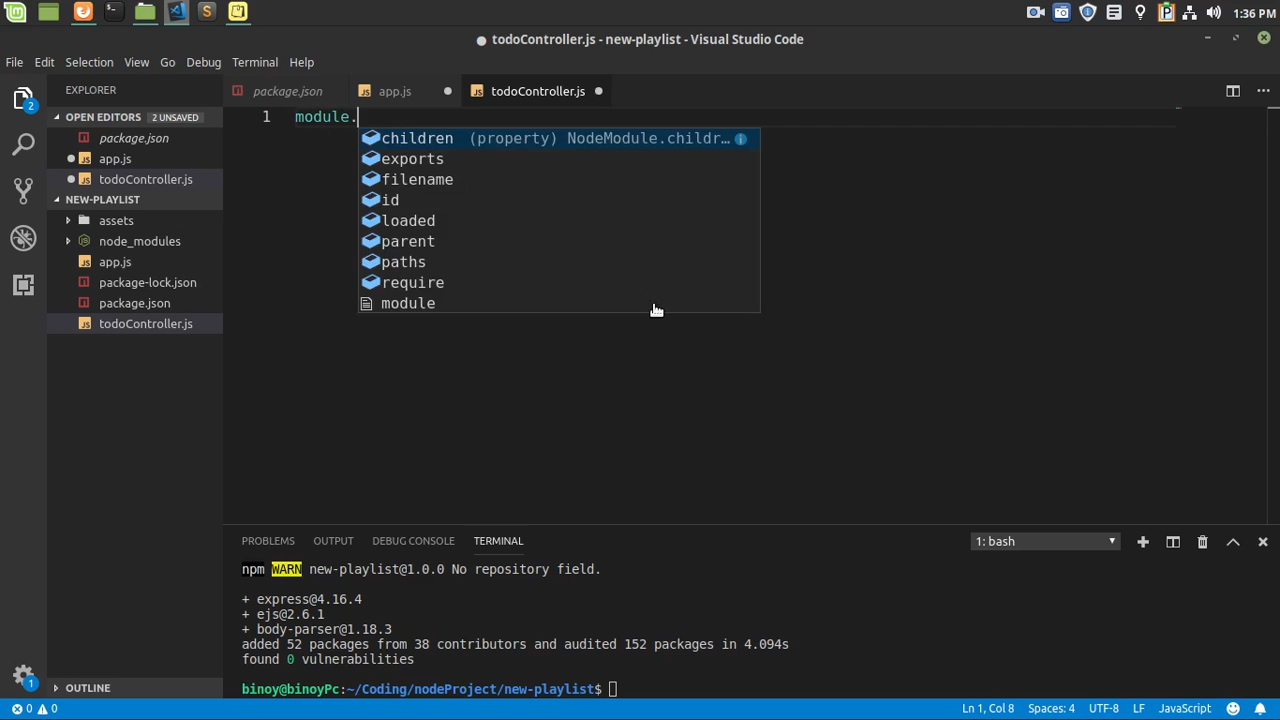 1:36 PM
● todoController.js - new-playlist - Visual Studio Code
File Edit Selection View Go Debug Terminal Help
EXPLORER
package.json app.js todoController.js
OPEN EDITORS 2 UNSAVED
package.json
app.js
todoController.js
NEW-PLAYLIST
assets
node_modules
app.js
package-lock.json
package.json
todoController.js
OUTLINE
2
1
1 module.
children (property) NodeModule.childr…
exports
filename
id
loaded
parent
paths
require
module
PROBLEMS OUTPUT DEBUG CONSOLE TERMINAL 1: bash
npm WARN new-playlist@1.0.0 No repository field.
+ express@4.16.4
+ ejs@2.6.1
+ body-parser@1.18.3
added 52 packages from 38 contributors and audited 152 packages in 4.094s
found 0 vulnerabilities
binoy@binoyPc:~/Coding/nodeProject/new-playlist$
0 0 Ln 1, Col 8 Spaces: 4 UTF-8 LF JavaScript